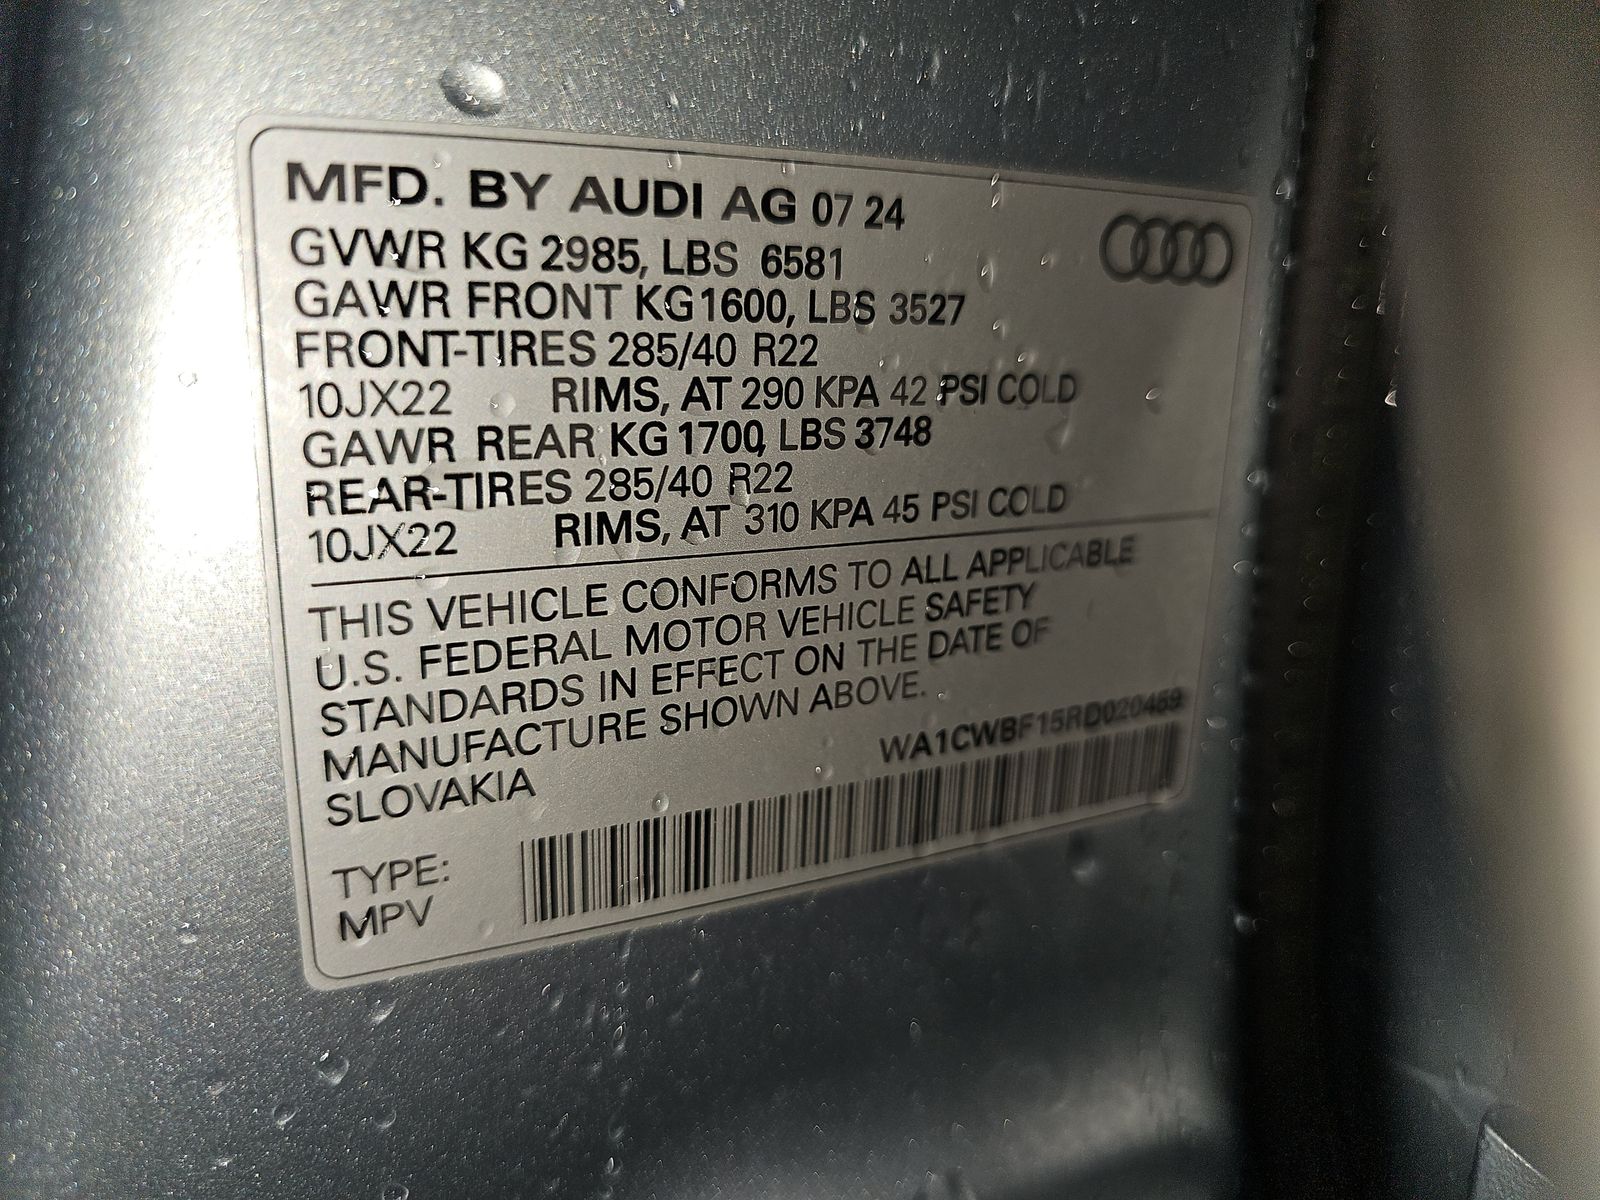 MFD. BY AUDI AG 07 24
GVWR KG 2985, LBS 6581
GAWR FRONT KG 1600, LBS 3527
FRONT-TIRES 285/40 R22
10JX22 RIMS, AT 290 KPA 42 PSI COLD
GAWR REAR KG 1700, LBS 3748
REAR-TIRES 285/40 R22
10JX22 RIMS, AT 310 KPA 45 PSI COLD
THIS VEHICLE CONFORMS TO ALL APPLICABLE
U.S. FEDERAL MOTOR VEHICLE SAFETY
STANDARDS IN EFFECT ON THE DATE OF
MANUFACTURE SHOWN ABOVE.
SLOVAKIA
WA1CWBF15RD020459
TYPE:
MPV